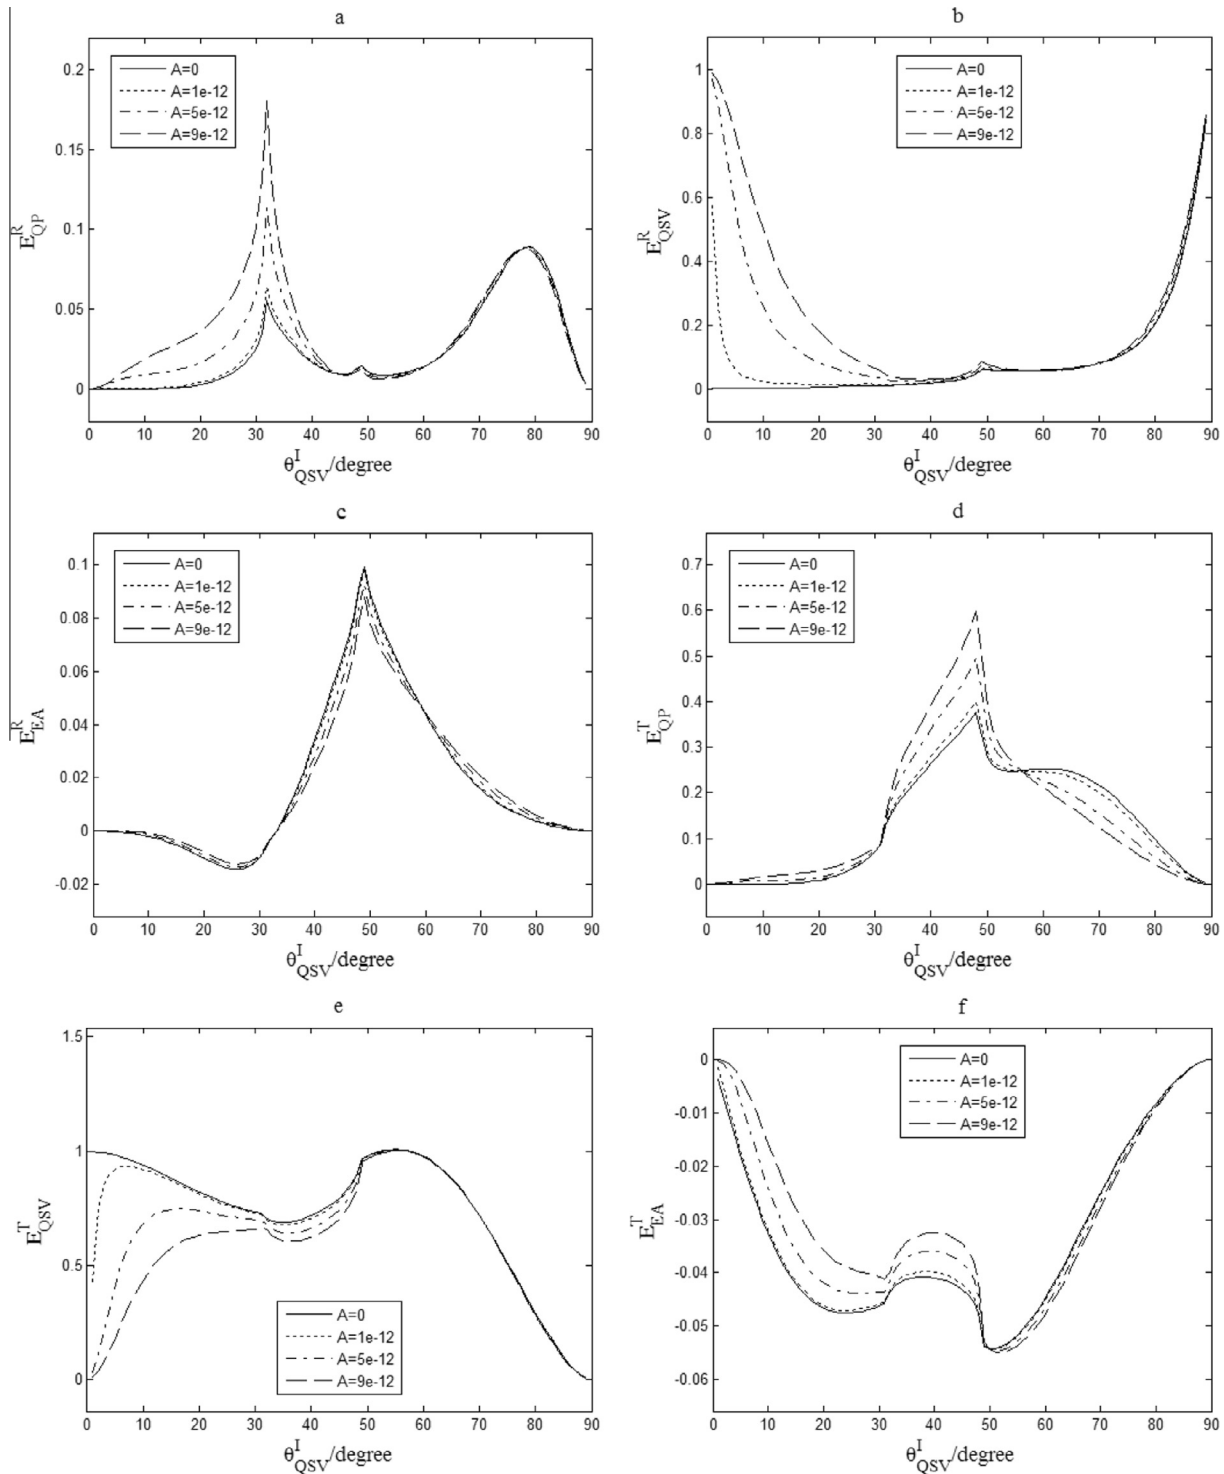 a
0.2
0.15
0.1
0.05
0
E^R_QP
A=0
A=1e-12
A=5e-12
A=9e-12
0 10 20 30 40 50 60 70 80 90
θ^I_QSV/degree
b
1
0.8
0.6
0.4
0.2
0
E^R_QSV
A=0
A=1e-12
A=5e-12
A=9e-12
0 10 20 30 40 50 60 70 80 90
θ^I_QSV/degree
c
0.1
0.08
0.06
0.04
0.02
0
-0.02
E^R_EA
A=0
A=1e-12
A=5e-12
A=9e-12
0 10 20 30 40 50 60 70 80 90
θ^I_QSV/degree
d
0.7
0.6
0.5
0.4
0.3
0.2
0.1
0
E^T_QP
A=0
A=1e-12
A=5e-12
A=9e-12
0 10 20 30 40 50 60 70 80 90
θ^I_QSV/degree
e
1.5
1
0.5
0
E^T_QSV
A=0
A=1e-12
A=5e-12
A=9e-12
0 10 20 30 40 50 60 70 80 90
θ^I_QSV/degree
f
0
-0.01
-0.02
-0.03
-0.04
-0.05
-0.06
E^T_EA
A=0
A=1e-12
A=5e-12
A=9e-12
0 10 20 30 40 50 60 70 80 90
θ^I_QSV/degree